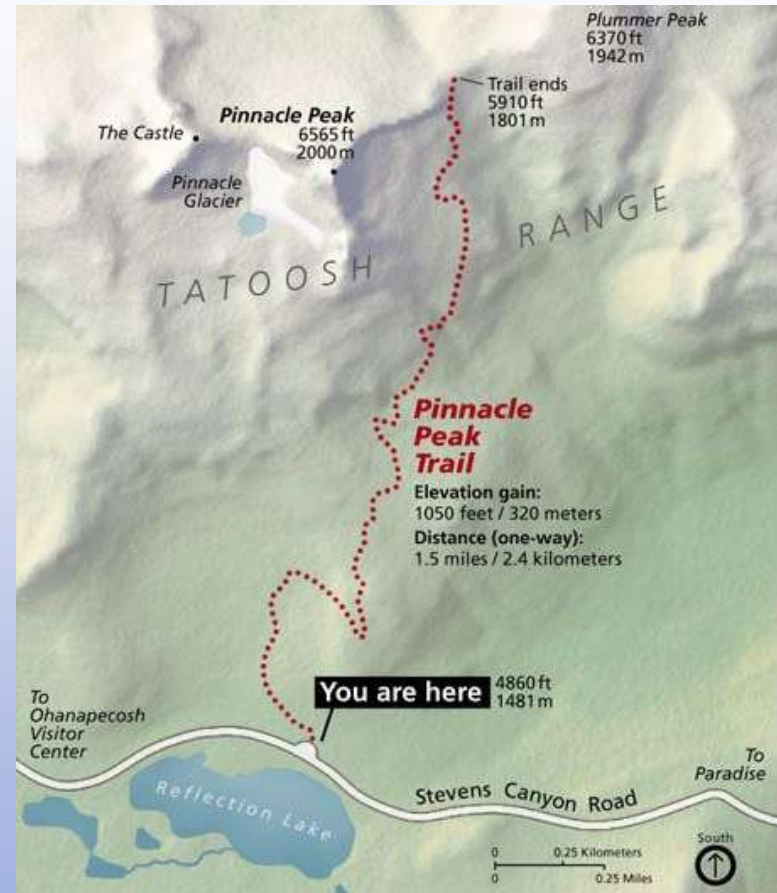 Plummer Peak
6370 ft
1942 m
Trail ends
5910 ft
1801 m
Pinnacle Peak
6565 ft
2000 m
The Castle
Pinnacle
Glacier
TATOOSH RANGE
Pinnacle
Peak
Trail
Elevation gain:
1050 feet / 320 meters
Distance (one-way):
1.5 miles / 2.4 kilometers
You are here
4860 ft
1481 m
To
Ohanapecosh
Visitor
Center
To
Paradise
Stevens Canyon Road
Reflection Lake
South
0 0.25 Kilometers
0 0.25 Miles